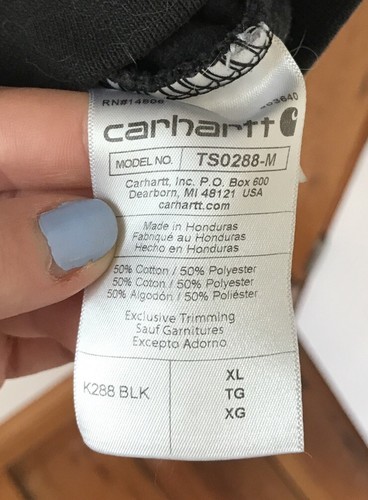 RN#14806
carhartt
MODEL NO. TS0288-M
Carhartt, Inc. P.O. Box 600
Dearborn, MI 48121 USA
carhartt.com
Made in Honduras
Fabriqué au Honduras
Hecho en Honduras
50% Cotton / 50% Polyester
50% Coton / 50% Polyester
50% Algodón / 50% Poliéster
Exclusive Trimming
Sauf Garnitures
Excepto Adorno
K288 BLK
XL
TG
XG